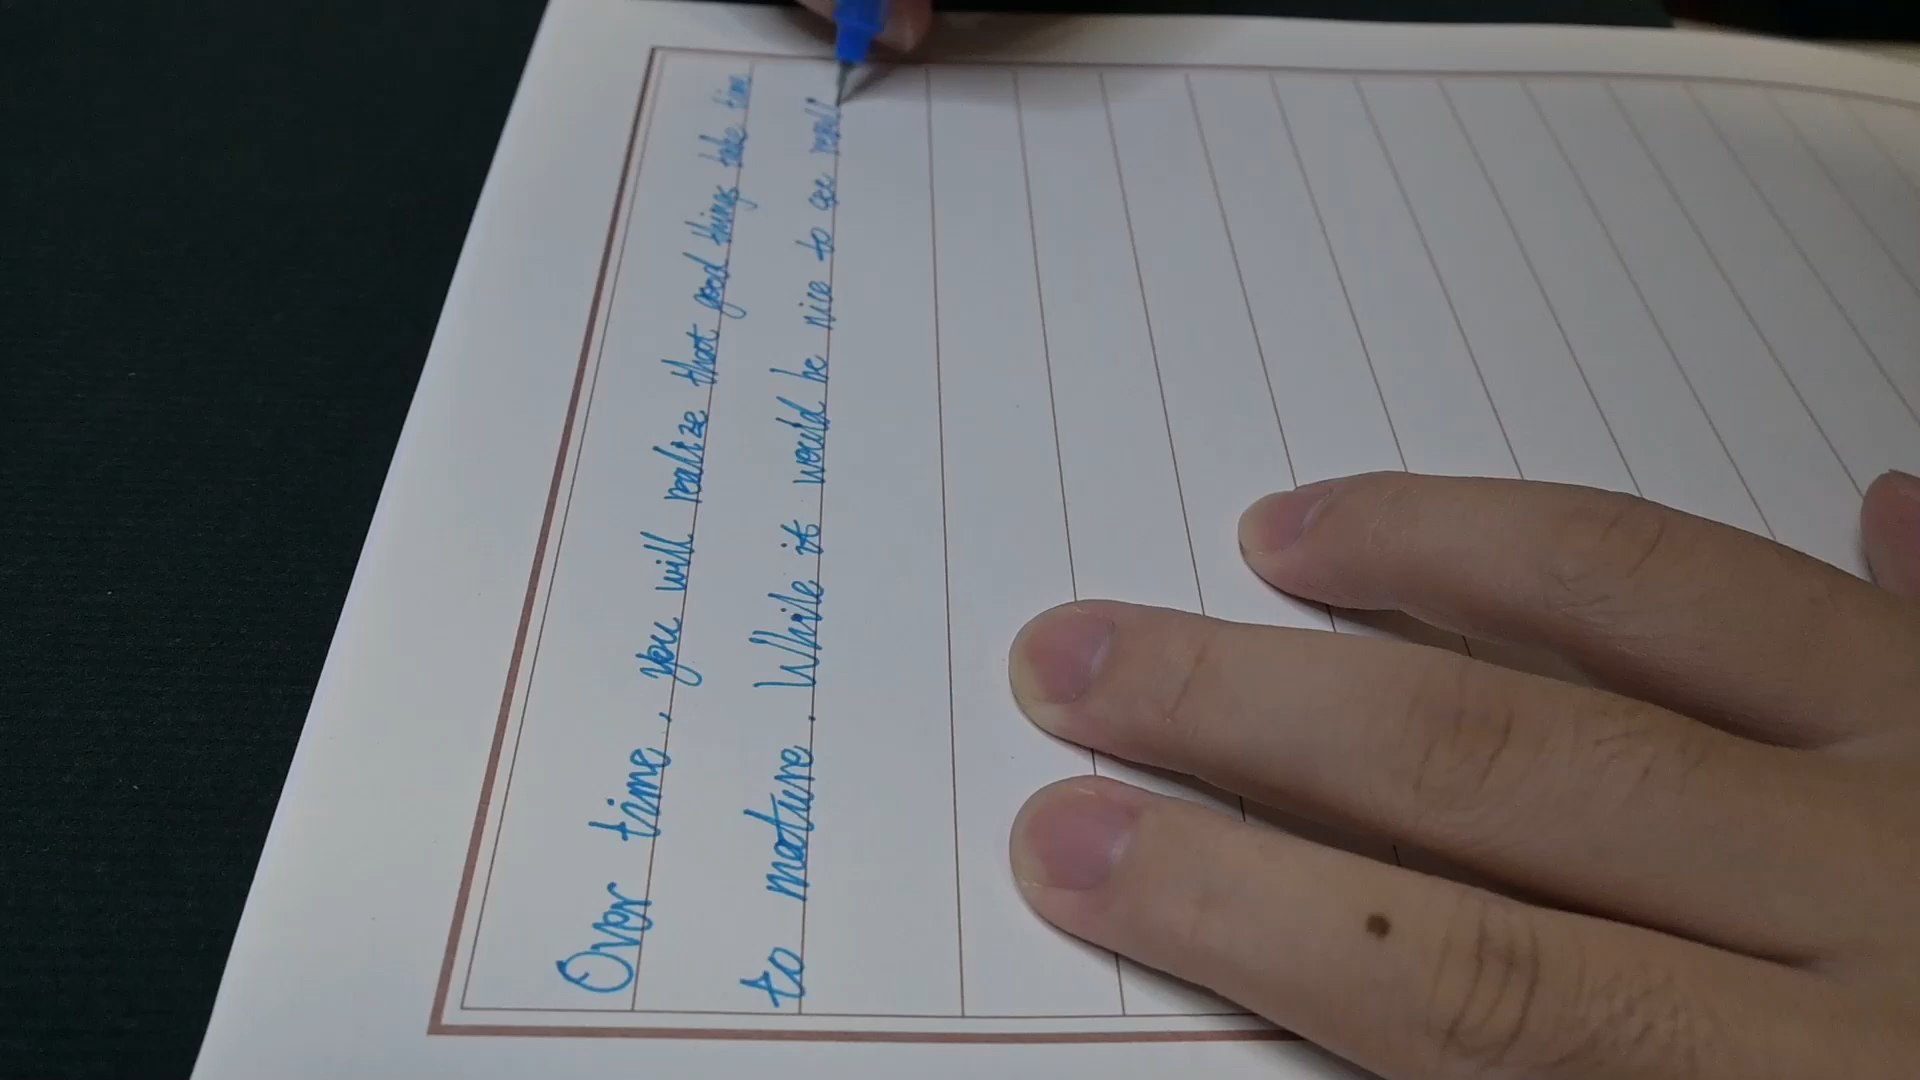 Over time, you will realize that good things take time
to mature. While it would be nice to see resul